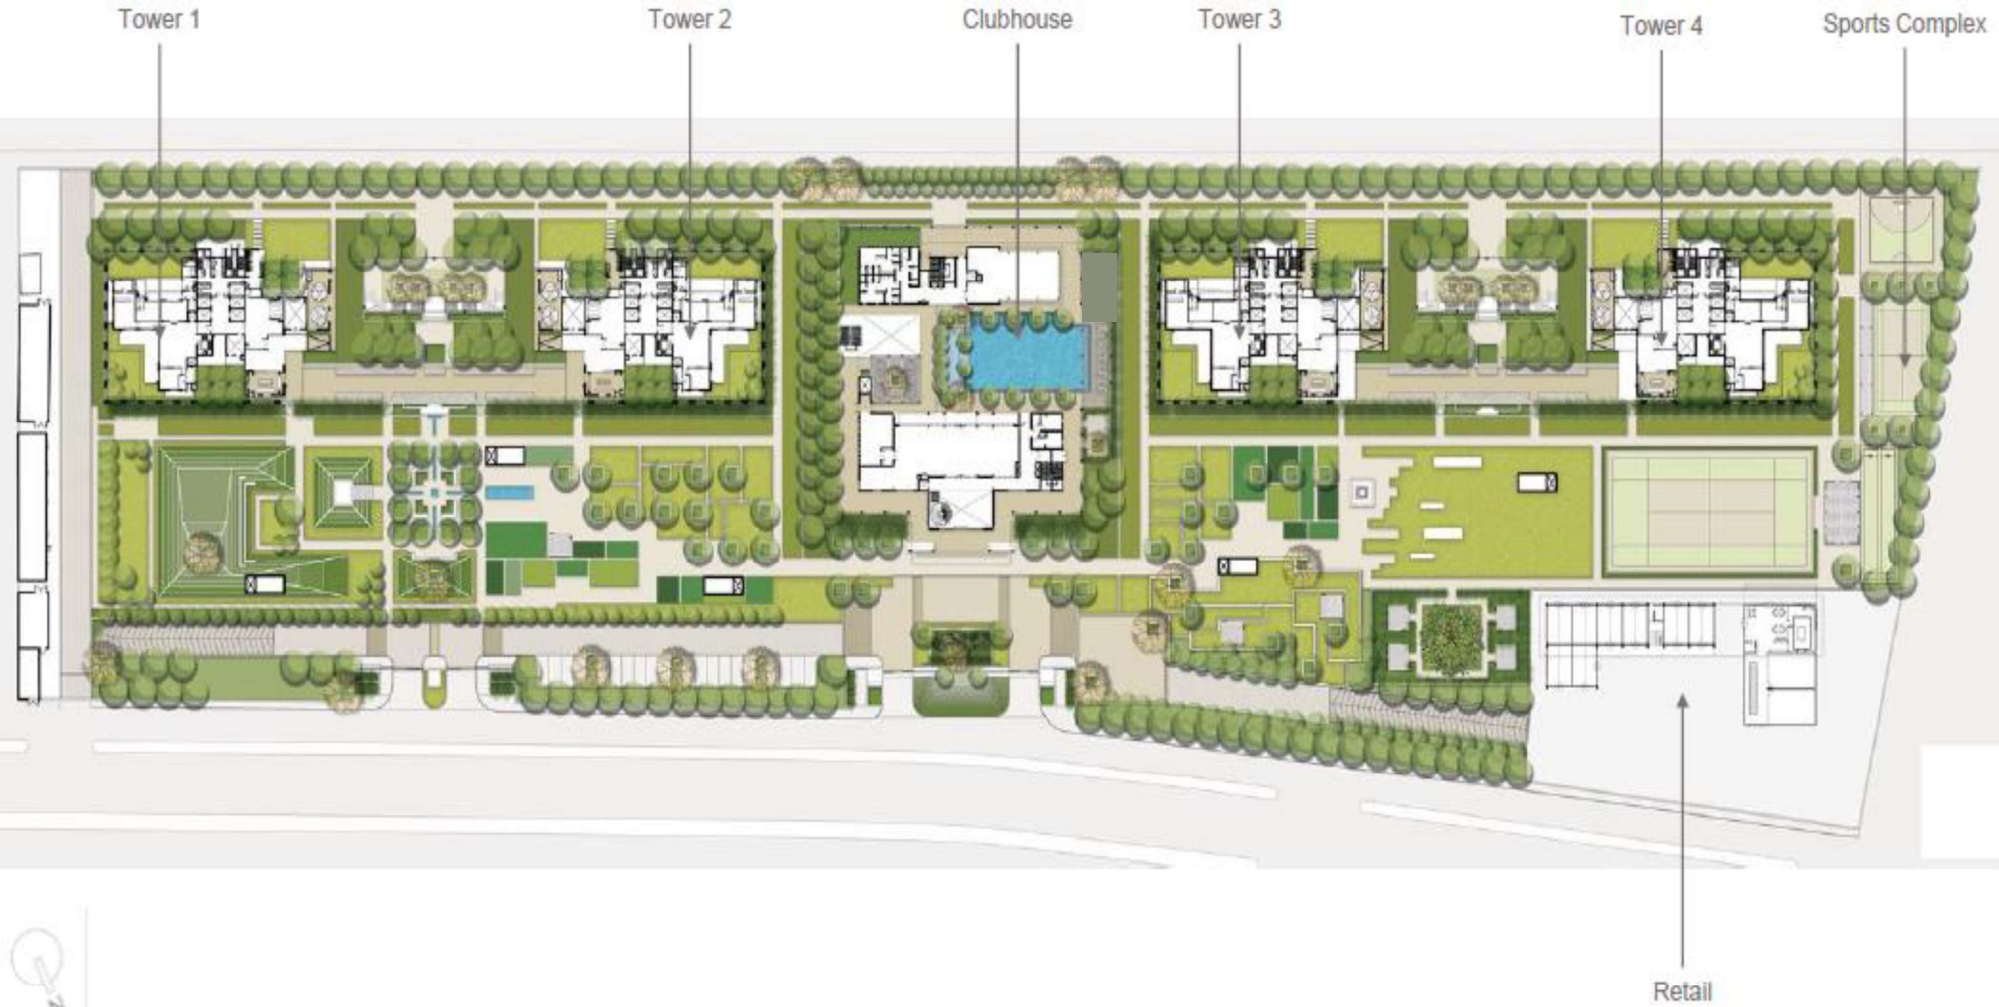 Tower 1
Tower 2
Clubhouse
Tower 3
Tower 4
Sports Complex
Retail